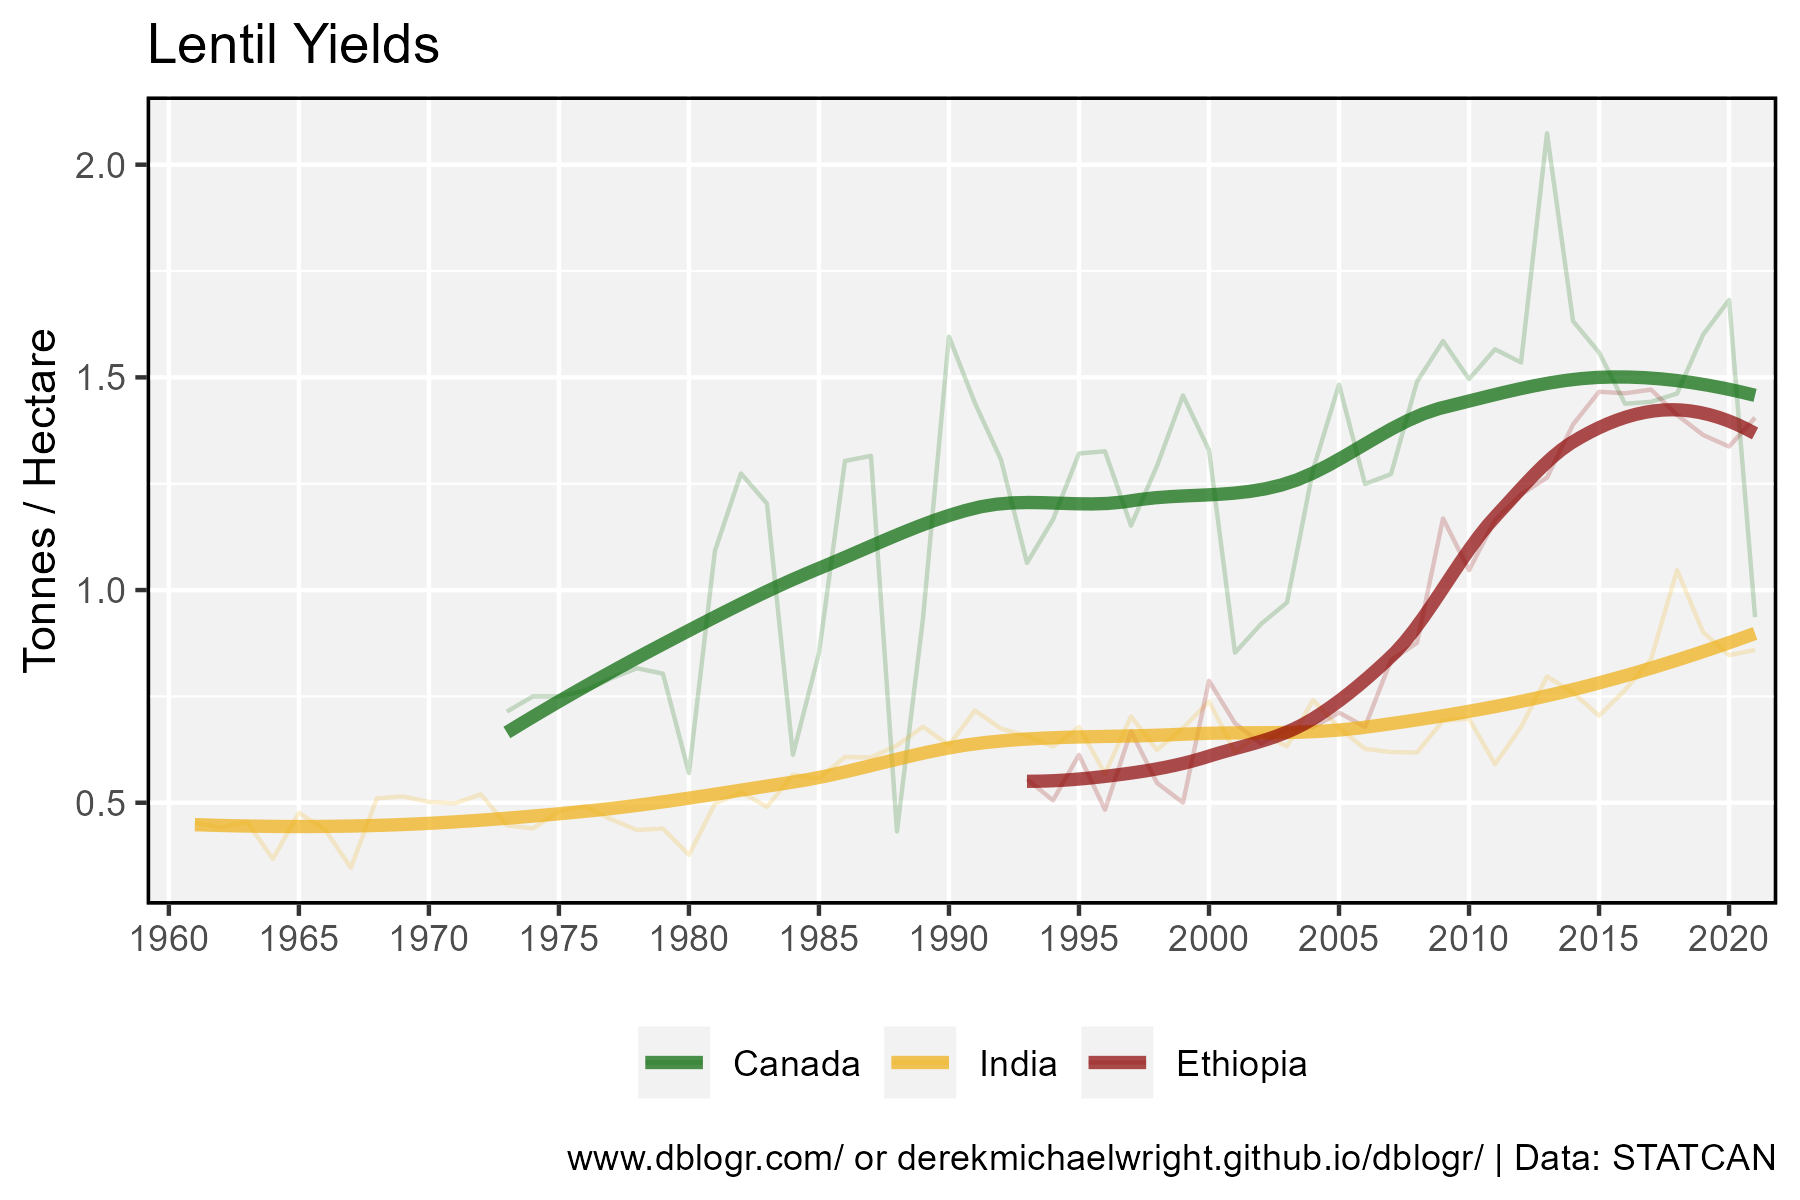 Lentil Yields
Tonnes / Hectare
2.0
1.5
1.0
0.5
1960 1965 1970 1975 1980 1985 1990 1995 2000 2005 2010 2015 2020
Canada India Ethiopia
www.dblogr.com/ or derekmichaelwright.github.io/dblogr/ | Data: STATCAN